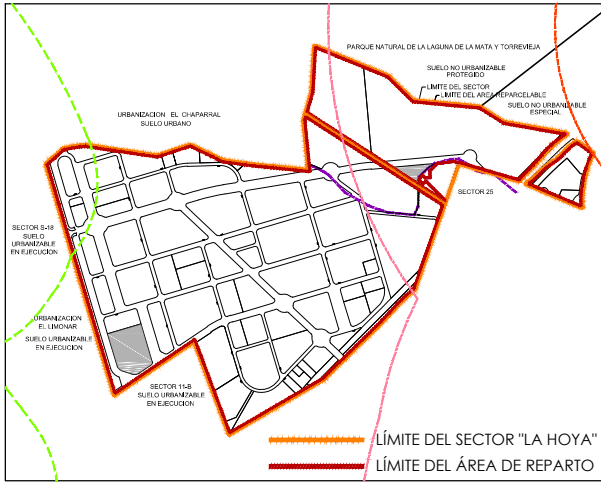 PARQUE NATURAL DE LA LAGUNA DE LA MATA Y TORREVIEJA
SUELO NO URBANIZABLE
PROTEGIDO
LÍMITE DEL SECTOR
LÍMITE DEL AREA REPARCELABLE
SUELO NO URBANIZABLE
ESPECIAL
URBANIZACION EL CHAPARRAL
SUELO URBANO
SECTOR 25
SECTOR S-18
SUELO
URBANIZABLE
EN EJECUCION
URBANIZACION
EL LIMONAR
SUELO URBANIZABLE
EN EJECUCION
SECTOR 11-B
SUELO URBANIZABLE
EN EJECUCION
LÍMITE DEL SECTOR "LA HOYA"
LÍMITE DEL ÁREA DE REPARTO